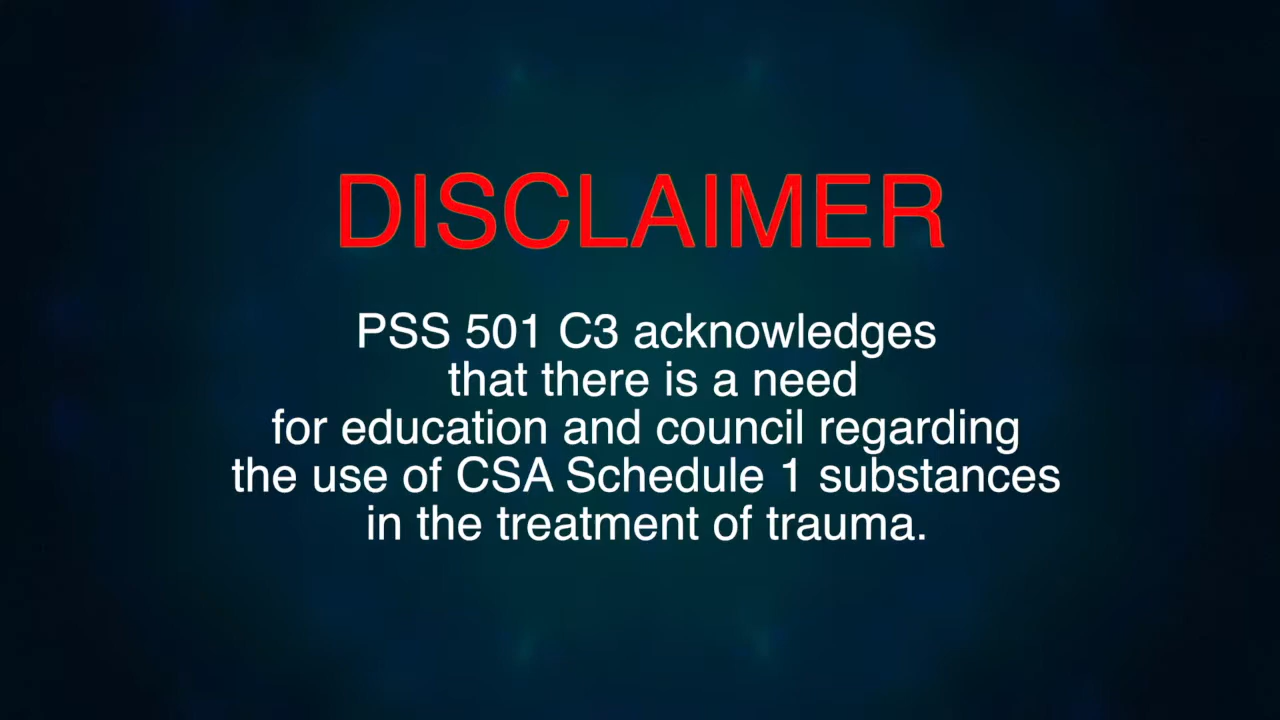 DISCLAIMER
PSS 501 C3 acknowledges
that there is a need
for education and council regarding
the use of CSA Schedule 1 substances
in the treatment of trauma.